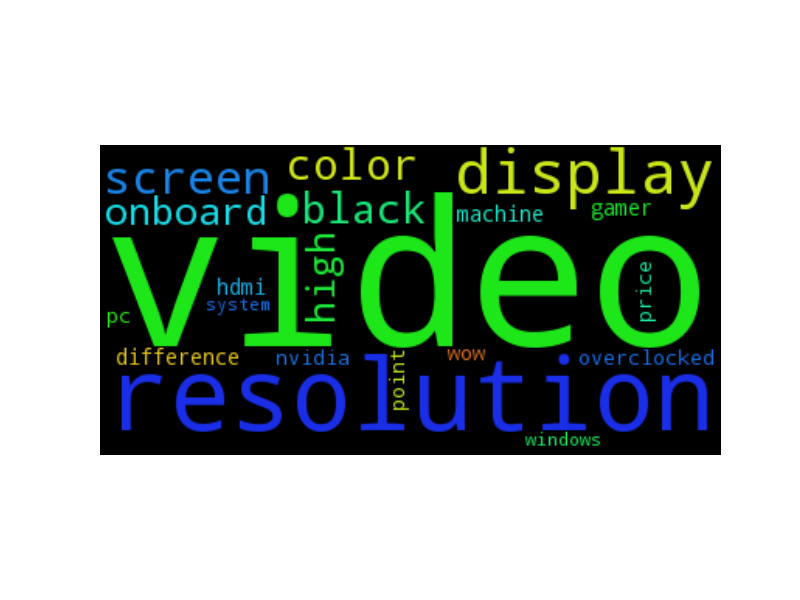 screen
color
display
onboard
black
machine
gamer
video
high
hdmi
system
price
pc
difference
nvidia
point
wow
overclocked
resolution
windows